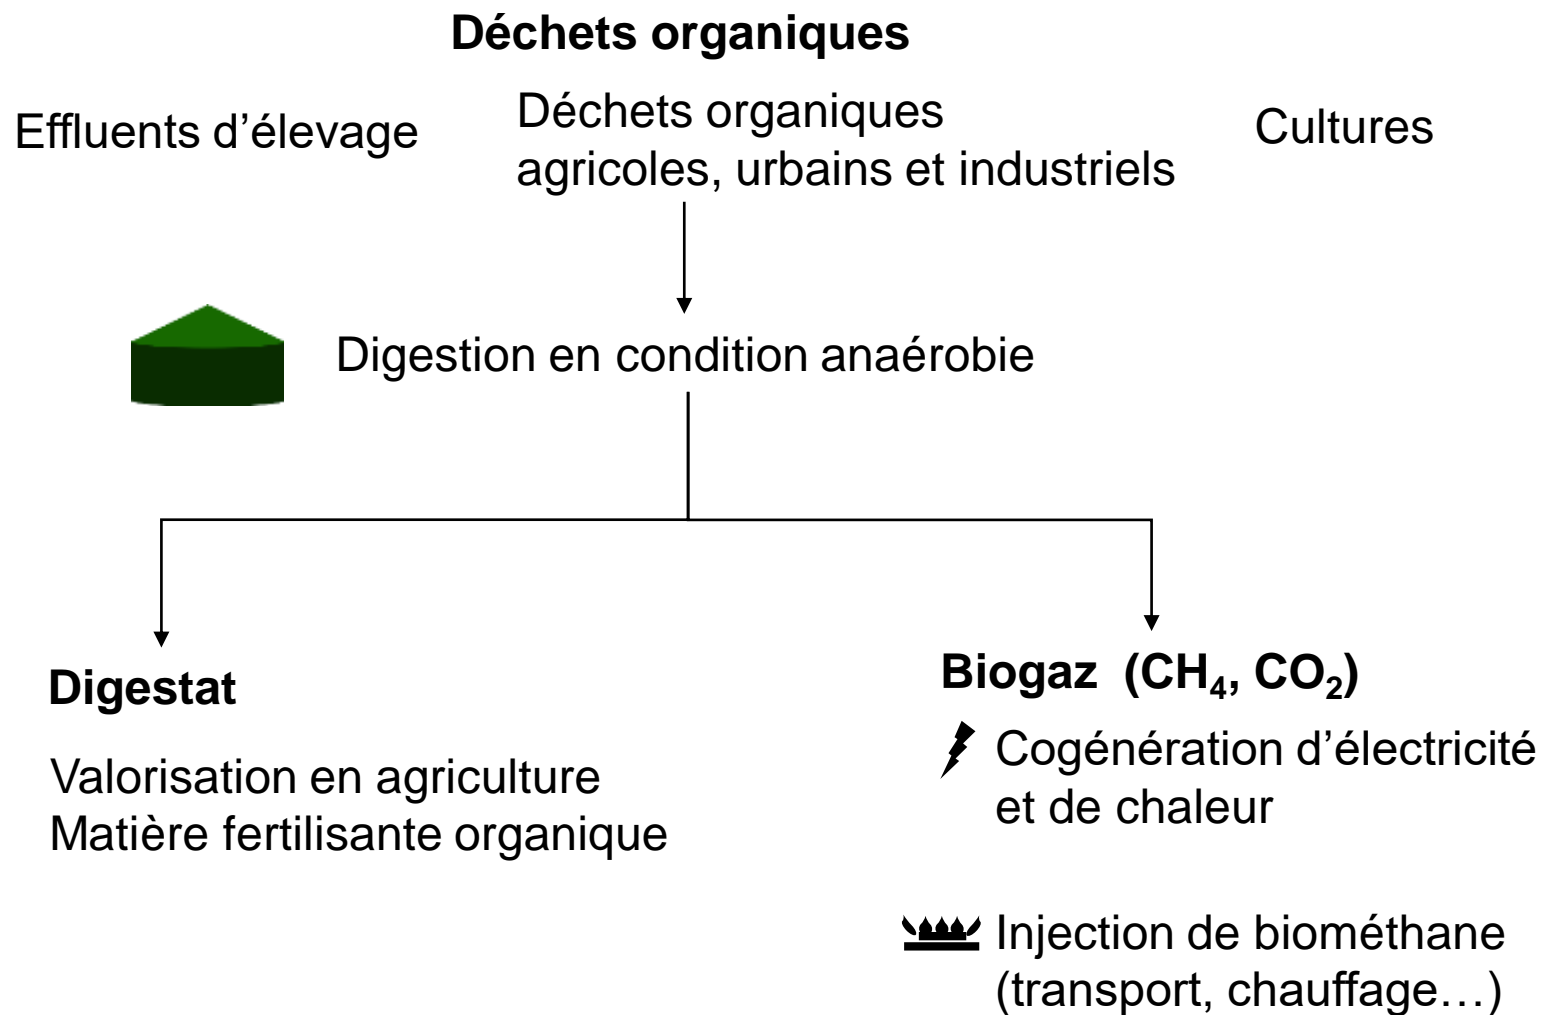 Déchets organiques
Effluents d’élevage
Déchets organiques
agricoles, urbains et industriels
Cultures
Digestion en condition anaérobie
Digestat
Valorisation en agriculture
Matière fertilisante organique
Biogaz (CH₄, CO₂)
Cogénération d’électricité
et de chaleur
Injection de biométhane
(transport, chauffage…)